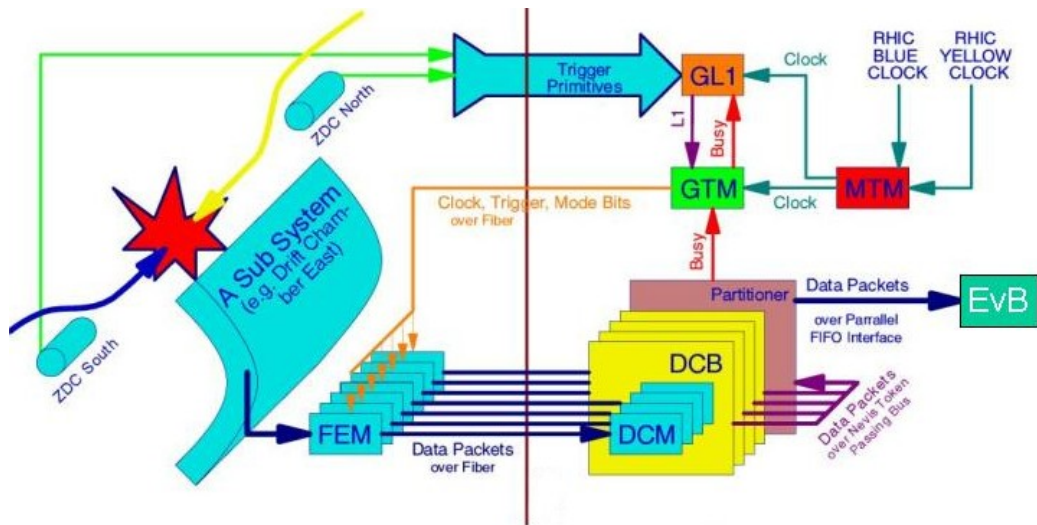 RHIC
BLUE
CLOCK
RHIC
YELLOW
CLOCK
Trigger
Primitives
GL1
Clock
ZDC North
L1
Busy
GTM
Clock
MTM
Clock, Trigger, Mode Bits
over Fiber
A Sub System
(e.g. Drift Cham-
ber East)
Busy
Partitioner
Data Packets
over Parrallel
FIFO Interface
EvB
ZDC South
DCB
DCM
FEM
Data Packets
over Fiber
Data Packets
over Nevis Token
Passing Bus